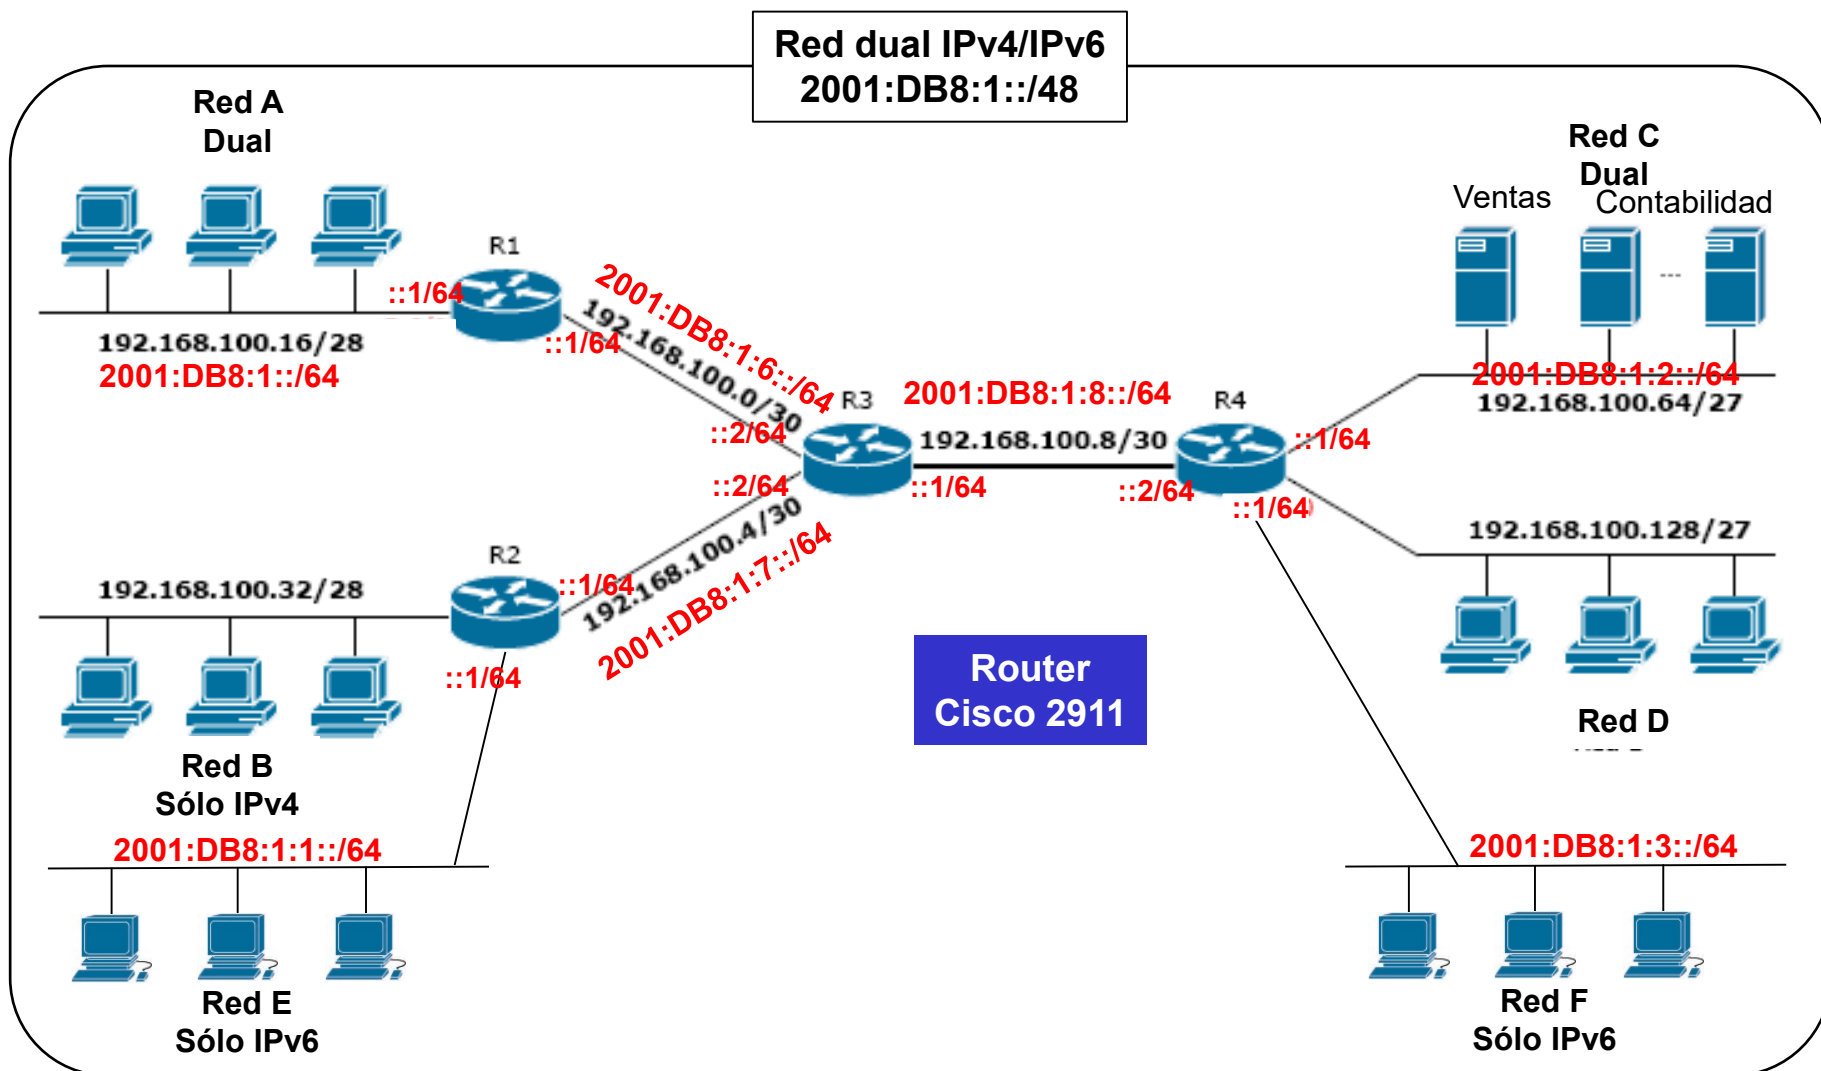 Red dual IPv4/IPv6
2001:DB8:1::/48
Red A
Dual
R1
::1/64
192.168.100.16/28
2001:DB8:1::/64
::1/64
2001:DB8:1:6::/64
192.168.100.0/30
::2/64
R3
::2/64
192.168.100.4/30
2001:DB8:1:7::/64
::1/64
R2
192.168.100.32/28
::1/64
Red B
Sólo IPv4
2001:DB8:1:1::/64
Red E
Sólo IPv6
2001:DB8:1:8::/64
192.168.100.8/30
::1/64
::2/64
R4
::1/64
::1/64
Router
Cisco 2911
Red C
Dual
Ventas
Contabilidad
...
2001:DB8:1:2::/64
192.168.100.64/27
192.168.100.128/27
Red D
2001:DB8:1:3::/64
Red F
Sólo IPv6